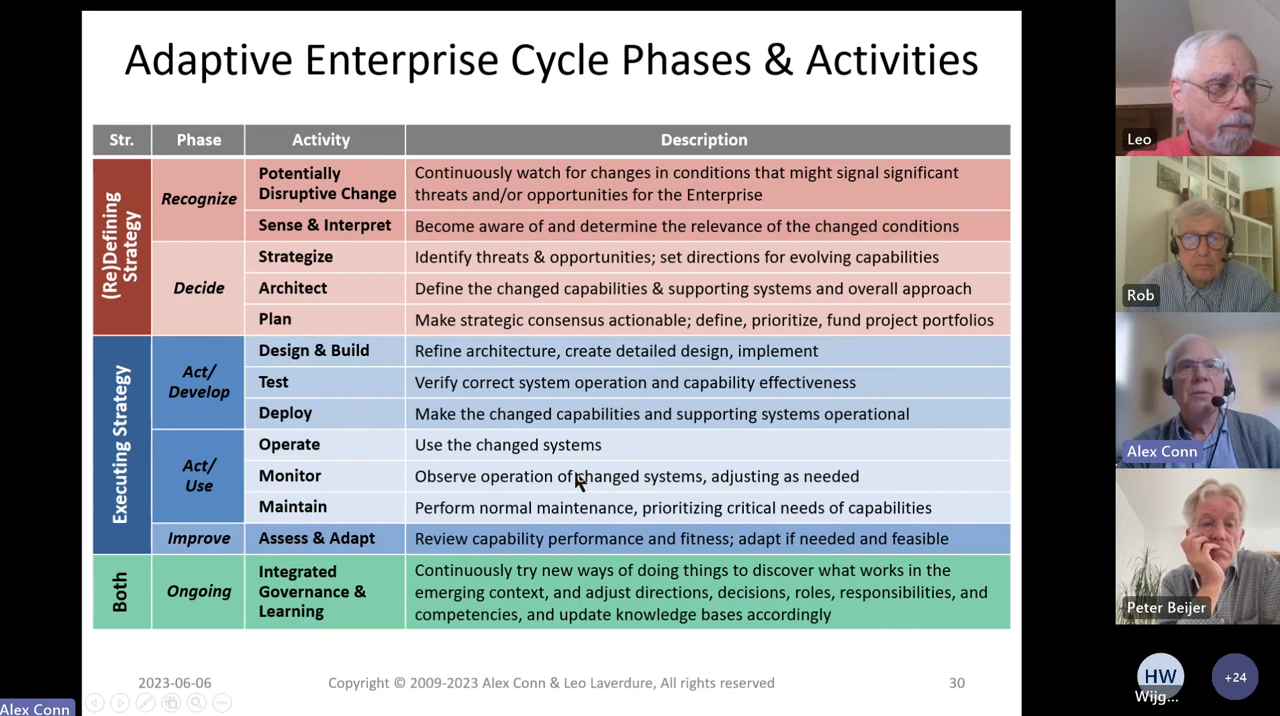 Adaptive Enterprise Cycle Phases & Activities
Str.
Phase
Activity
Description
(Re)Defining
Strategy
Recognize
Potentially
Disruptive Change
Continuously watch for changes in conditions that might signal significant
threats and/or opportunities for the Enterprise
Sense & Interpret
Become aware of and determine the relevance of the changed conditions
Decide
Strategize
Identify threats & opportunities; set directions for evolving capabilities
Architect
Define the changed capabilities & supporting systems and overall approach
Plan
Make strategic consensus actionable; define, prioritize, fund project portfolios
Executing Strategy
Act/
Develop
Design & Build
Refine architecture, create detailed design, implement
Test
Verify correct system operation and capability effectiveness
Deploy
Make the changed capabilities and supporting systems operational
Act/
Use
Operate
Use the changed systems
Monitor
Observe operation of changed systems, adjusting as needed
Maintain
Perform normal maintenance, prioritizing critical needs of capabilities
Improve
Assess & Adapt
Review capability performance and fitness; adapt if needed and feasible
Both
Ongoing
Integrated
Governance &
Learning
Continuously try new ways of doing things to discover what works in the
emerging context, and adjust directions, decisions, roles, responsibilities, and
competencies, and update knowledge bases accordingly
2023-06-06
Copyright © 2009-2023 Alex Conn & Leo Laverdure, All rights reserved
30
Alex Conn
Leo
Rob
Alex Conn
Peter Beijer
HW
Wijg...
+24